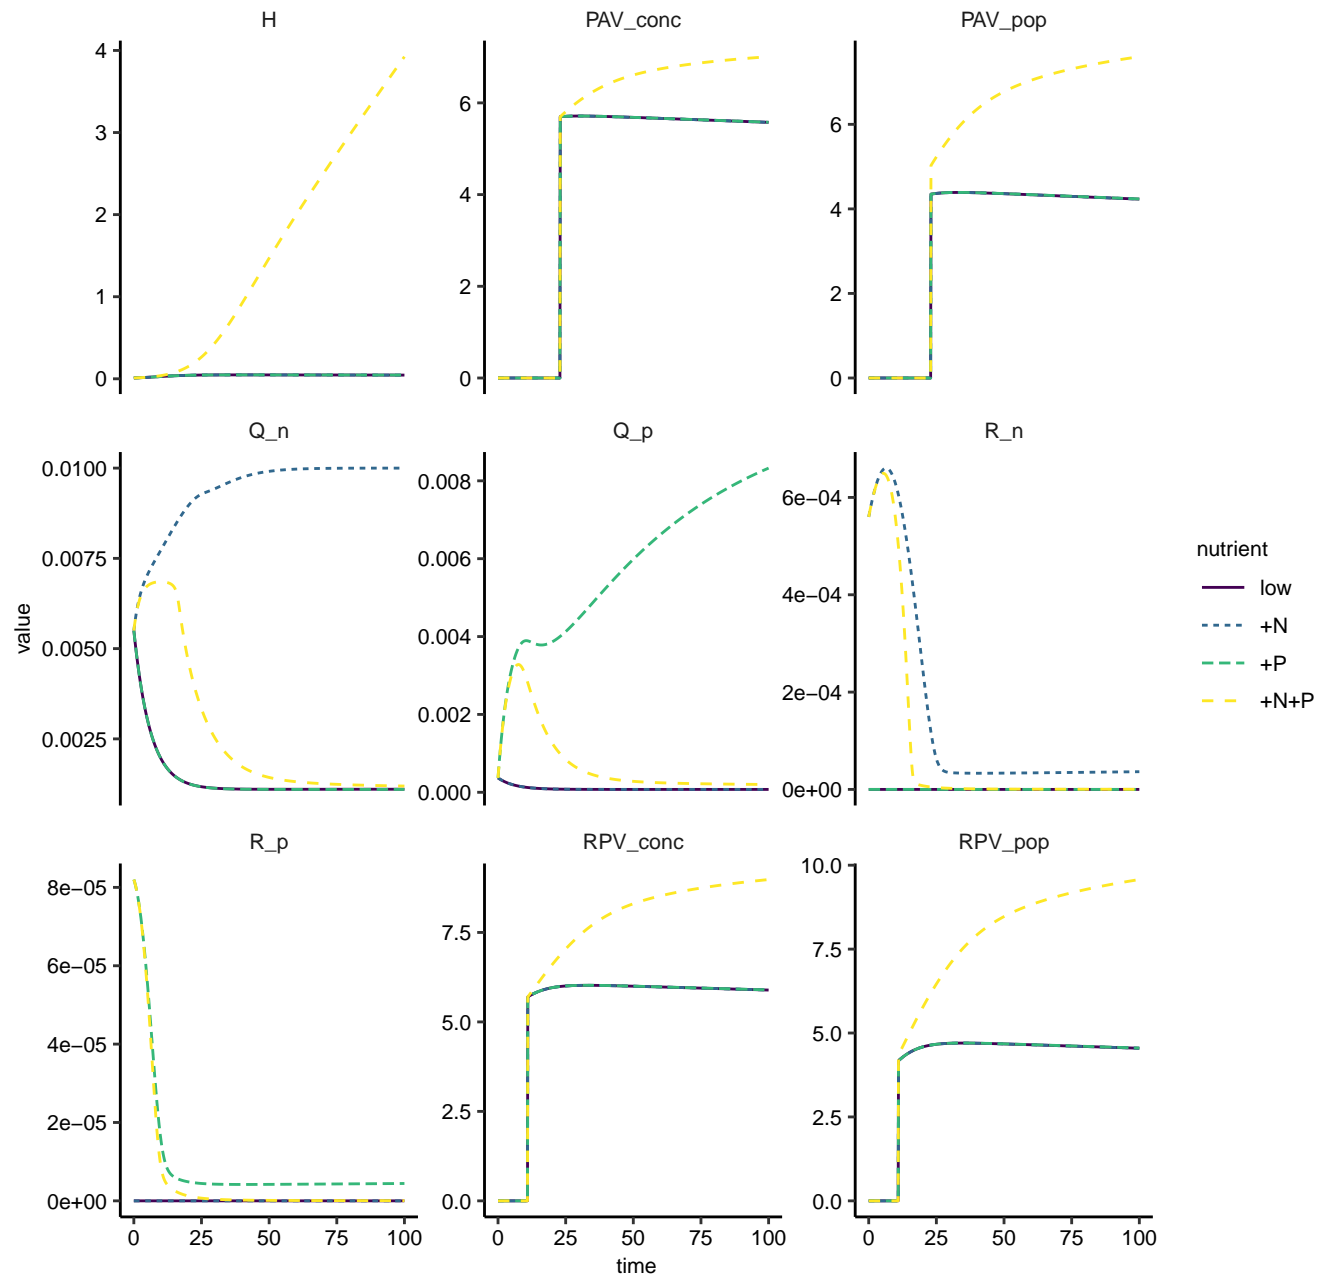 H PAV_conc PAV_pop
4
3
2
1
0
6
4
2
0
6
4
2
0
Q_n Q_p R_n
0.0100
0.0075
0.0050
0.0025
0.008
0.006
0.004
0.002
0.000
6e−04
4e−04
2e−04
0e+00
R_p RPV_conc RPV_pop
8e−05
6e−05
4e−05
2e−05
0e+00
7.5
5.0
2.5
0.0
10.0
7.5
5.0
2.5
0.0
0 25 50 75 100
0 25 50 75 100
0 25 50 75 100
time
value
nutrient
low
+N
+P
+N+P